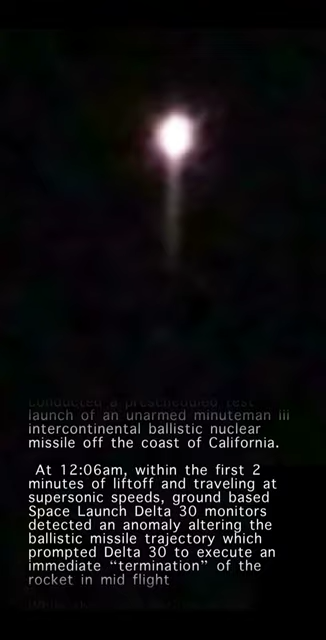 conducted a prescheduled test
launch of an unarmed minuteman iii
intercontinental ballistic nuclear
missile off the coast of California.
At 12:06am, within the first 2
minutes of liftoff and traveling at
supersonic speeds, ground based
Space Launch Delta 30 monitors
detected an anomaly altering the
ballistic missile trajectory which
prompted Delta 30 to execute an
immediate “termination” of the
rocket in mid flight